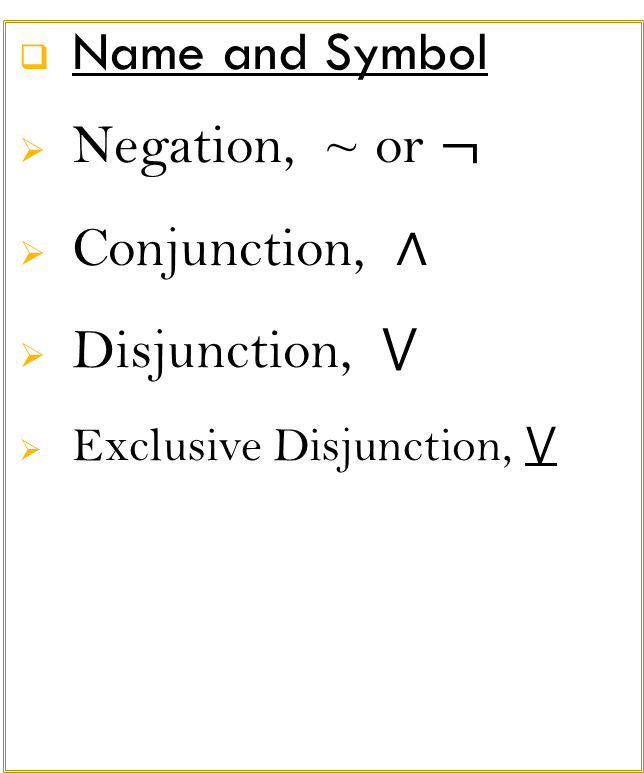 Name and Symbol
Negation, ~ or ¬
Conjunction, ∧
Disjunction, ∨
Exclusive Disjunction, ⊻